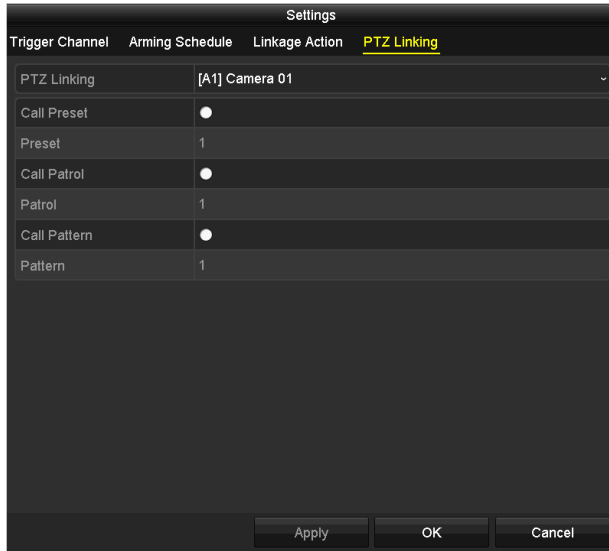 Settings
Trigger Channel Arming Schedule Linkage Action PTZ Linking
PTZ Linking [A1] Camera 01
Call Preset
Preset 1
Call Patrol
Patrol 1
Call Pattern
Pattern 1
Apply OK Cancel